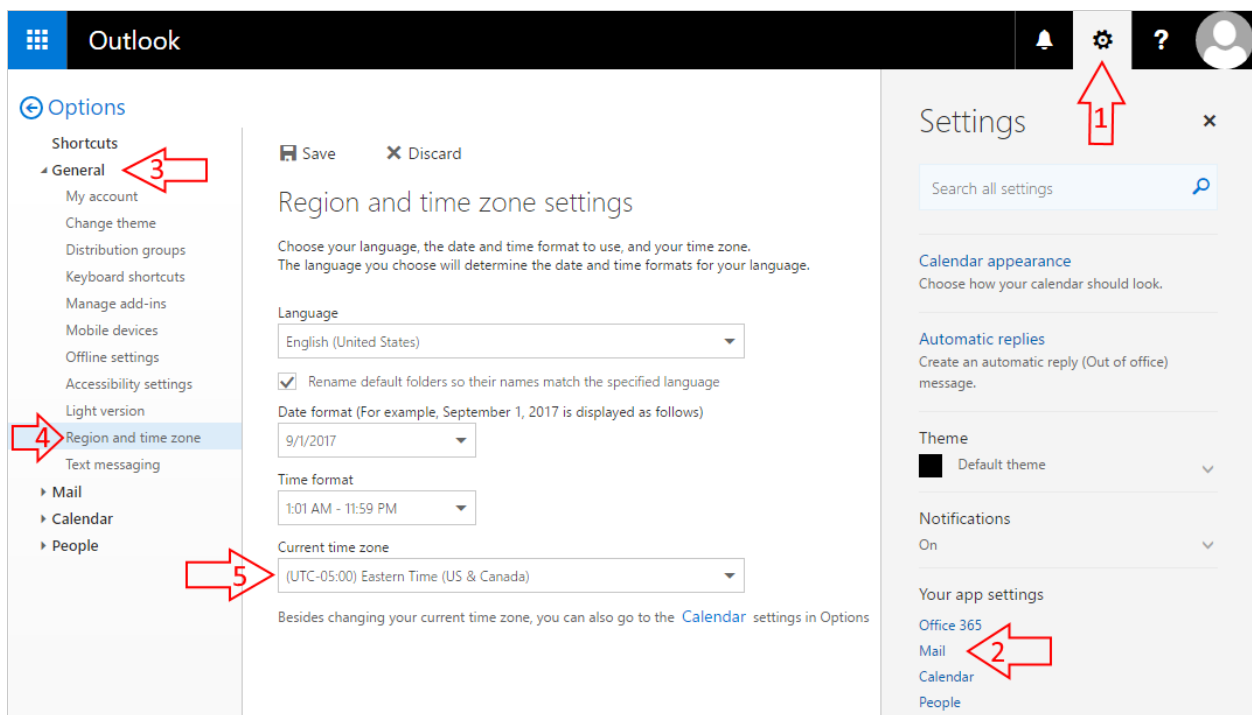 Outlook
?
1
Options
Shortcuts
General
3
My account
Change theme
Distribution groups
Keyboard shortcuts
Manage add-ins
Mobile devices
Offline settings
Accessibility settings
Light version
4
Region and time zone
Text messaging
Mail
Calendar
People
Save
Discard
Region and time zone settings
Choose your language, the date and time format to use, and your time zone.
The language you choose will determine the date and time formats for your language.
Language
English (United States)
Rename default folders so their names match the specified language
Date format (For example, September 1, 2017 is displayed as follows)
9/1/2017
Time format
1:01 AM - 11:59 PM
Current time zone
5
(UTC-05:00) Eastern Time (US & Canada)
Besides changing your current time zone, you can also go to the Calendar settings in Options
Settings
Search all settings
Calendar appearance
Choose how your calendar should look.
Automatic replies
Create an automatic reply (Out of office)
message.
Theme
Default theme
Notifications
On
Your app settings
Office 365
Mail
2
Calendar
People